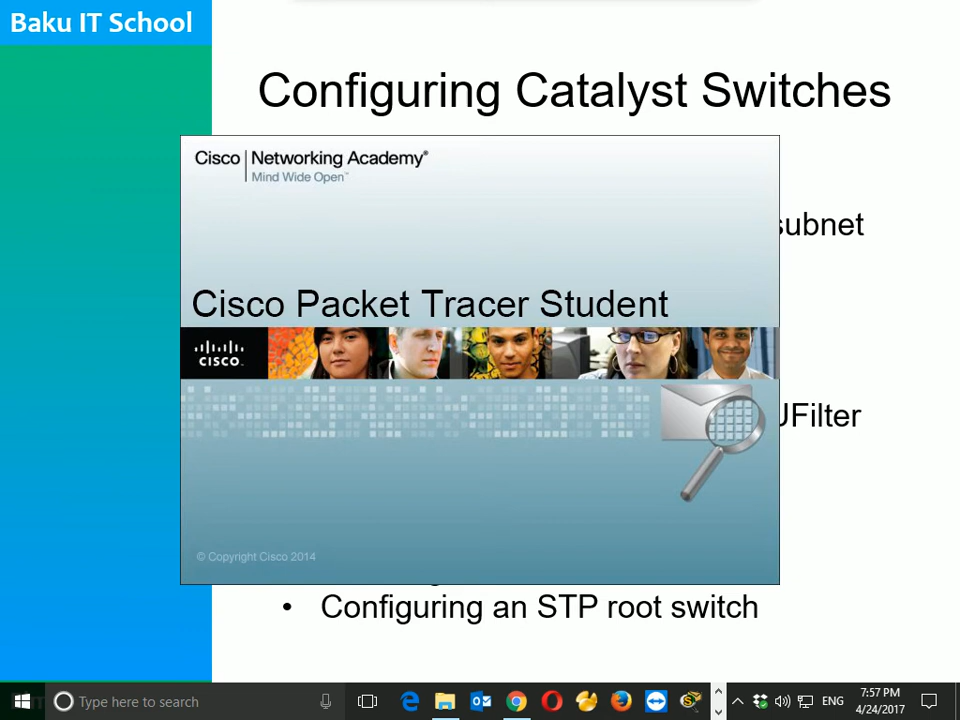 Baku IT School
Configuring Catalyst Switches
Cisco Networking Academy®
Mind Wide Open™
subnet
Cisco Packet Tracer Student
CISCO
UFilter
© Copyright Cisco 2014
• Configuring an STP root switch
Type here to search
ENG
7:57 PM
4/24/2017